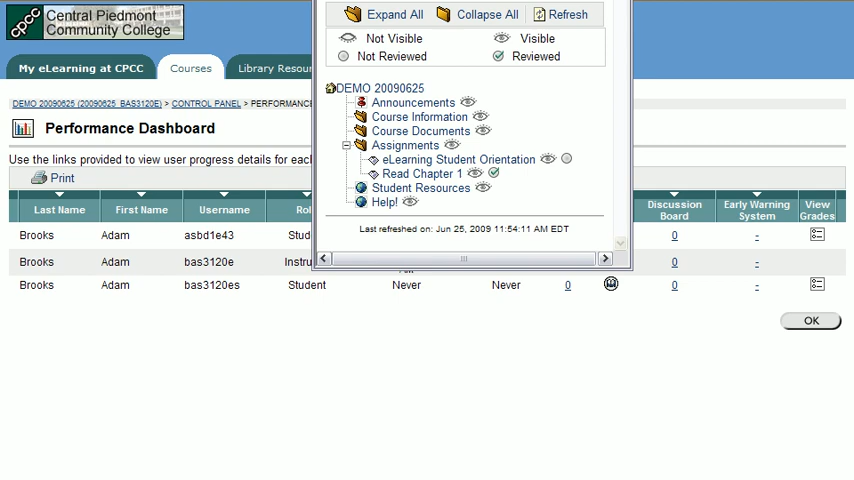 Central Piedmont
Community College
cpcc
Expand All
Collapse All
Refresh
Not Visible
Visible
Not Reviewed
Reviewed
My eLearning at CPCC
Courses
Library Resour
DEMO 20090625
DEMO 20090625 (20090625_BAS3120E) > CONTROL PANEL > PERFORMANC
Announcements
Course Information
Performance Dashboard
Course Documents
Assignments
Use the links provided to view user progress details for eacl
eLearning Student Orientation
Print
Read Chapter 1
Student Resources
Help!
Last Name
First Name
Username
Rol
Discussion Board
Early Warning System
View Grades
Last refreshed on: Jun 25, 2009 11:54:11 AM EDT
Brooks Adam asbd1e43 Stud 0 -
Brooks Adam bas3120e Instru 0 -
Brooks Adam bas3120es Student Never Never 0 0 -
OK